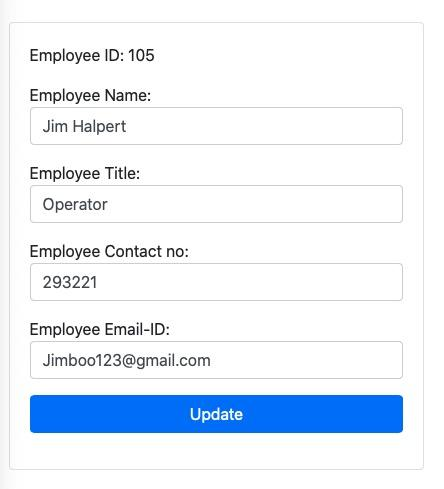 Employee ID: 105
Employee Name:
Jim Halpert
Employee Title:
Operator
Employee Contact no:
293221
Employee Email-ID:
Jimboo123@gmail.com
Update